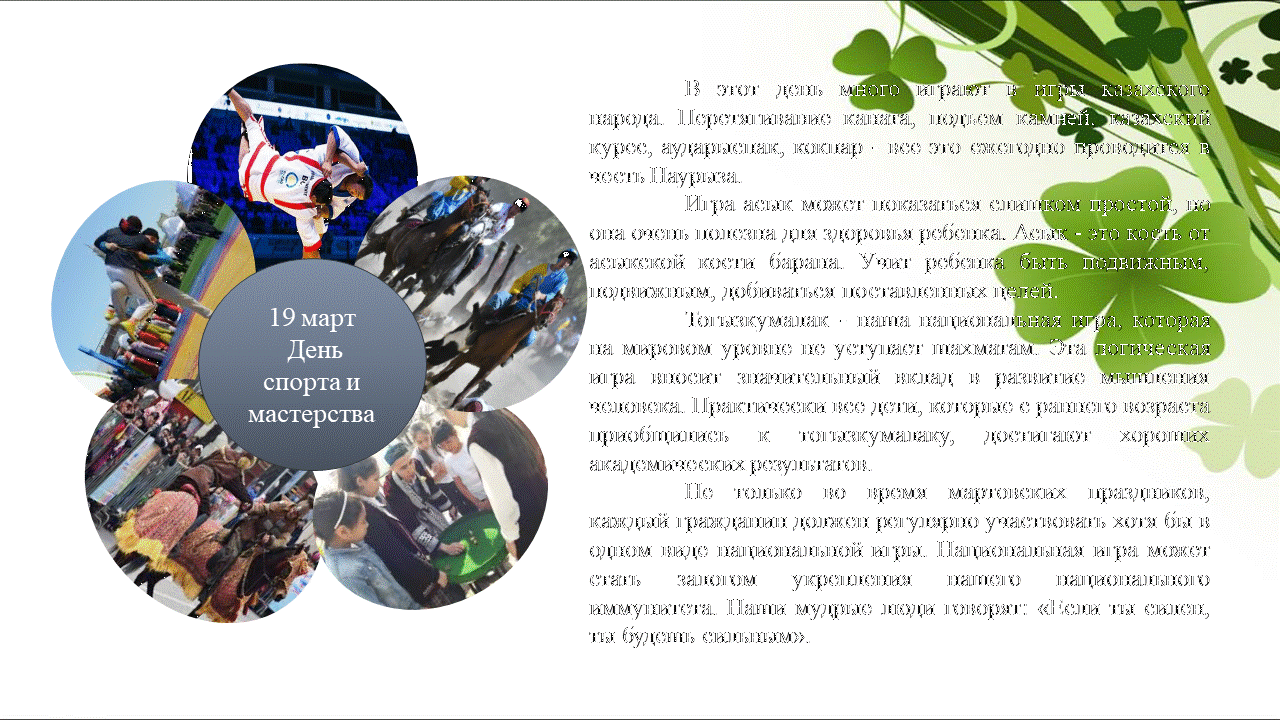 19 март
День
спорта и
мастерства
В этот день много играют в игры казахского
народа. Перетягивание каната, подъем камней, казахский
курес, аударыспак, кокпар - все это ежегодно проводится в
честь Наурыза.
Игра асык может показаться слишком простой, но
она очень полезна для здоровья ребенка. Асык - это кость от
асыкской кости барана. Учит ребенка быть подвижным,
подвижным, добиваться поставленных целей.
Тогызкумалак - наша национальная игра, которая
на мировом уровне не уступает шахматам. Эта логическая
игра вносит значительный вклад в развитие мышления
человека. Практически все дети, которые с раннего возраста
приобщились к тогызкумалаку, достигают хороших
академических результатов.
Не только во время мартовских праздников,
каждый гражданин должен регулярно участвовать хотя бы в
одном виде национальной игры. Национальная игра может
стать залогом укрепления нашего национального
иммунитета. Наши мудрые люди говорят: «Если ты силен,
ты будешь сильным».